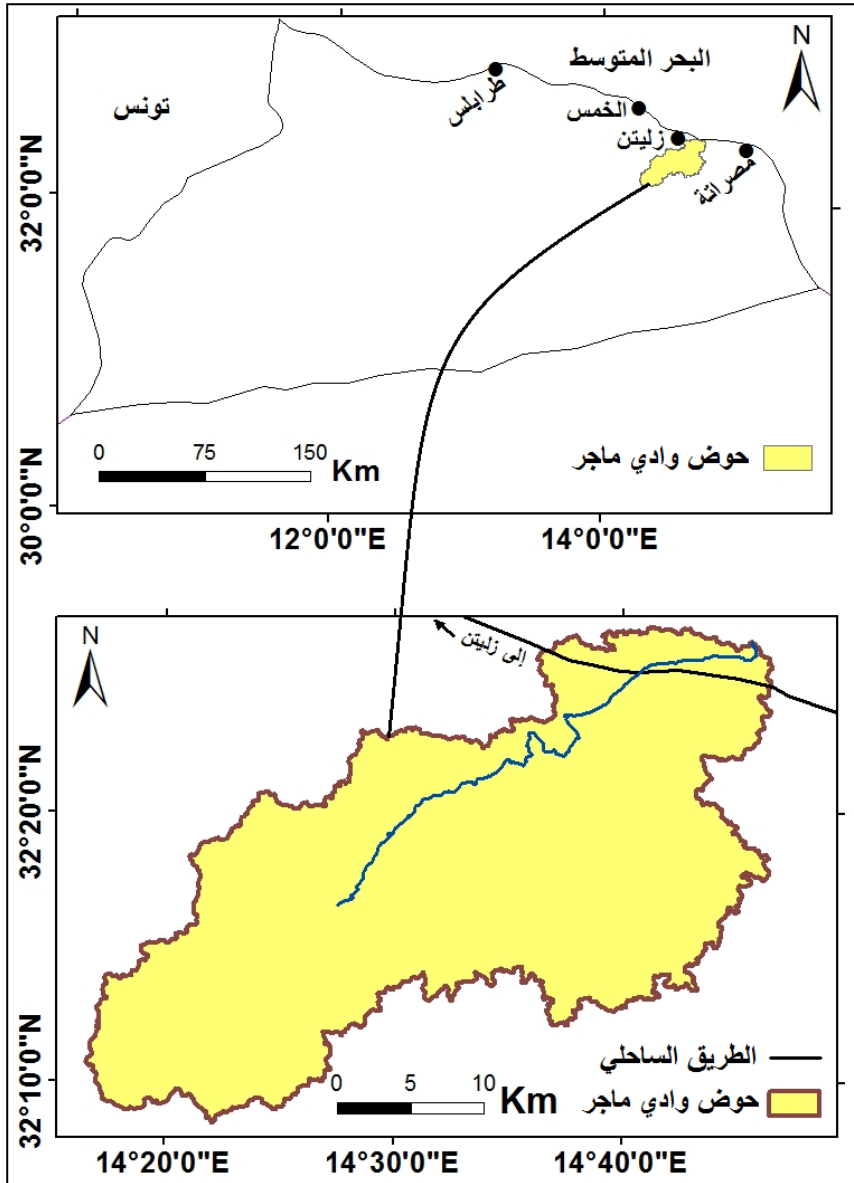 N
البحر المتوسط
تونس
طرابلس
الخمس
زليتن
مصراتة
32°0'0"N
0 75 150
Km
حوض وادي ماجر
30°0'0"N
12°0'0"E 14°0'0"E
N
إلى زليتن
32°20'0"N
الطريق الساحلي
0 5 10
Km
حوض وادي ماجر
32°10'0"N
14°20'0"E 14°30'0"E 14°40'0"E